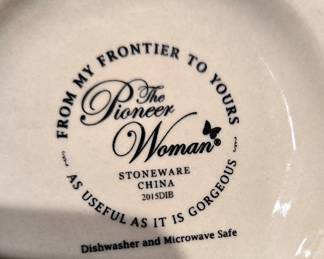 FROM MY FRONTIER TO YOURS
The
Pioneer
Woman®
STONEWARE
CHINA
2015DIB
AS USEFUL AS IT IS GORGEOUS
Dishwasher and Microwave Safe